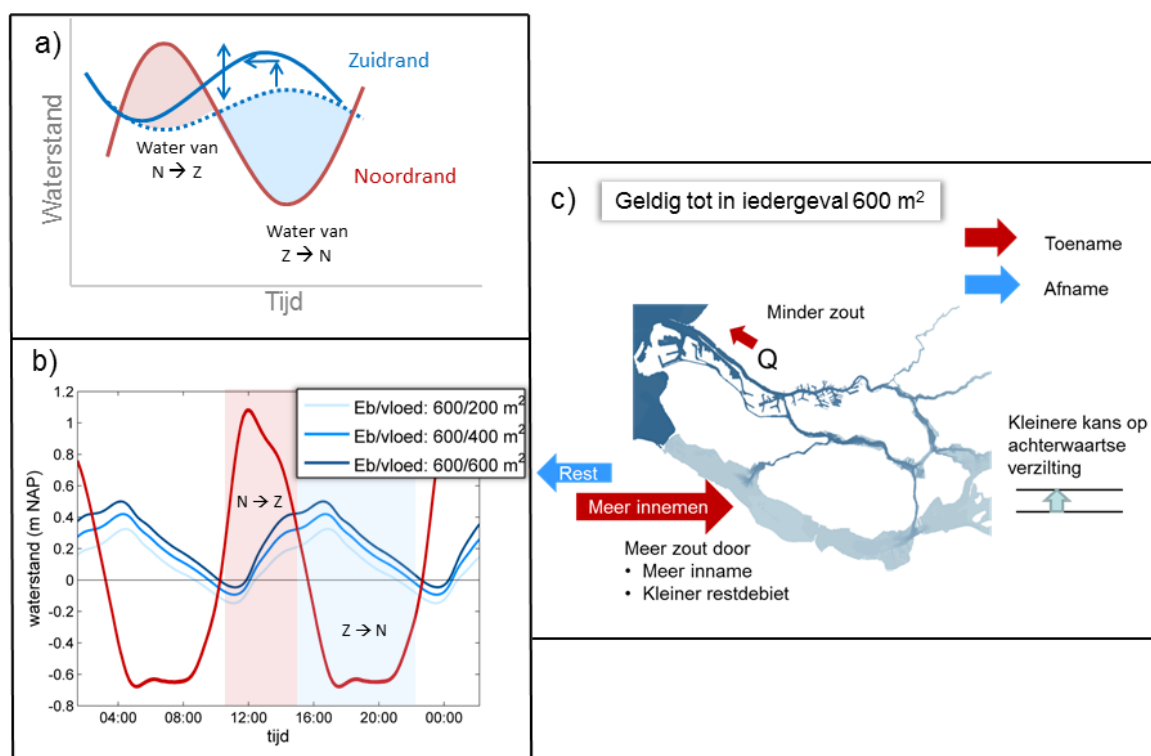 a)
Waterstand
Zuidrand
Water van
N → Z
Noordrand
Water van
Z → N
Tijd
b)
waterstand (m NAP)
1.2
1
0.8
0.6
0.4
0.2
0
-0.2
-0.4
-0.6
-0.8
Eb/vloed: 600/200 m²
Eb/vloed: 600/400 m²
Eb/vloed: 600/600 m²
N → Z
Z → N
04:00 08:00 12:00 16:00 20:00 00:00
tijd
c)
Geldig tot in iedergeval 600 m²
Toename
Afname
Minder zout
Q
Kleinere kans op
achterwaartse
verzilting
Rest
Meer innemen
Meer zout door
• Meer inname
• Kleiner restdebiet